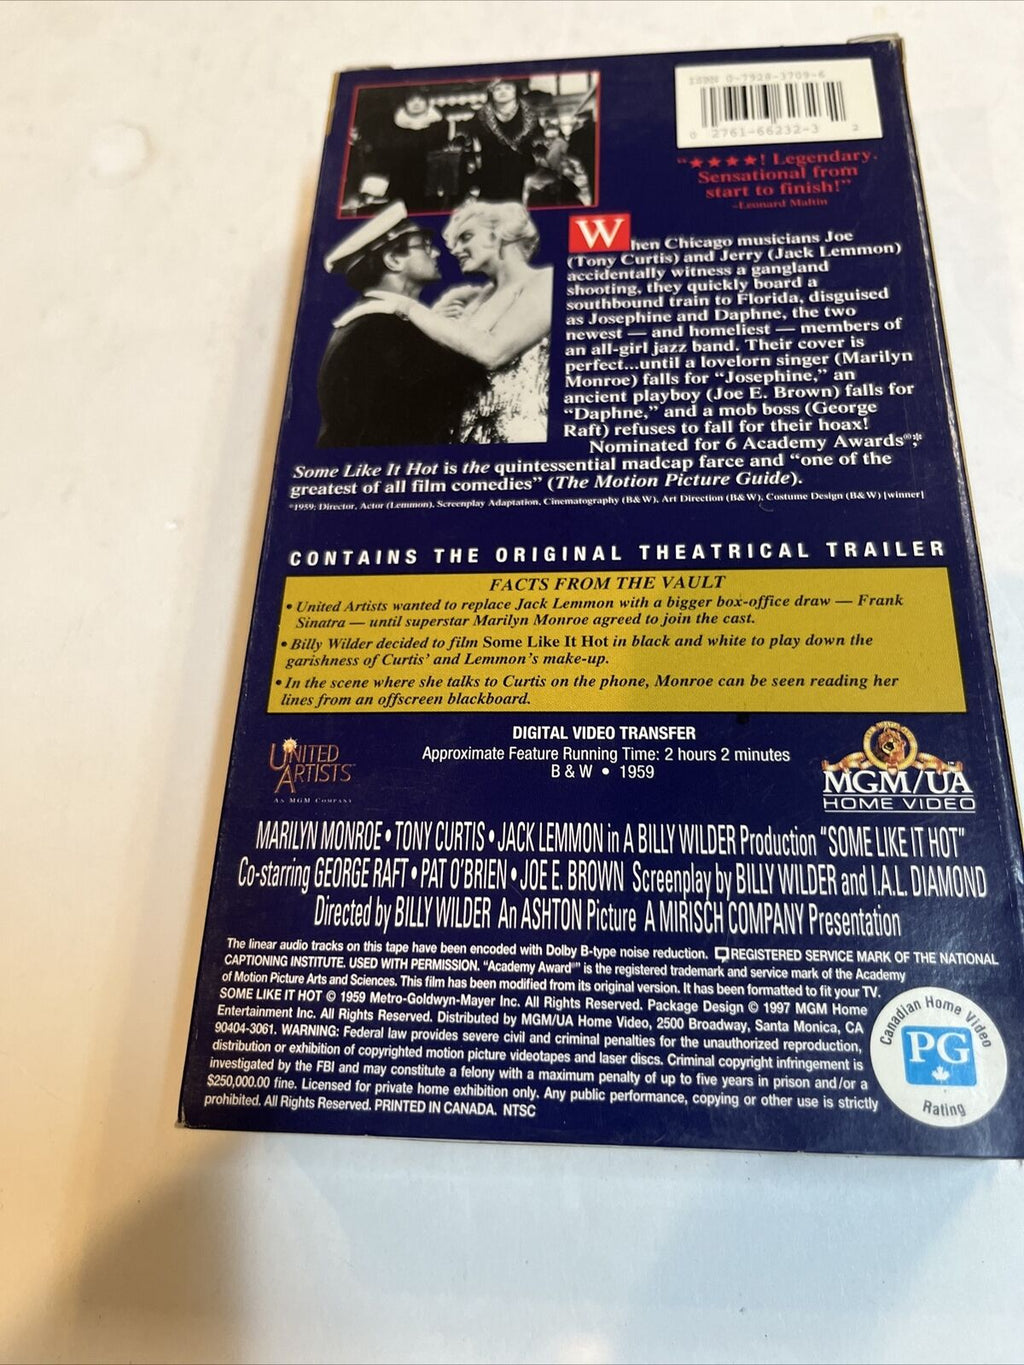 ISBN 0-7928-3709-6
0 2761-66232-3 2
"★★★★! Legendary.
Sensational from
start to finish!"
-Leonard Maltin
When Chicago musicians Joe
(Tony Curtis) and Jerry (Jack Lemmon)
accidentally witness a gangland
shooting, they quickly board a
southbound train to Florida, disguised
as Josephine and Daphne, the two
newest — and homeliest — members of
an all-girl jazz band. Their cover is
perfect...until a lovelorn singer (Marilyn
Monroe) falls for "Josephine," an
ancient playboy (Joe E. Brown) falls for
"Daphne," and a mob boss (George
Raft) refuses to fall for their hoax!
Nominated for 6 Academy Awards®,*
Some Like It Hot is the quintessential madcap farce and "one of the
greatest of all film comedies" (The Motion Picture Guide).
*1959: Director, Actor (Lemmon), Screenplay Adaptation, Cinematography (B&W), Art Direction (B&W), Costume Design (B&W) [winner]
CONTAINS THE ORIGINAL THEATRICAL TRAILER
FACTS FROM THE VAULT
• United Artists wanted to replace Jack Lemmon with a bigger box-office draw — Frank
Sinatra — until superstar Marilyn Monroe agreed to join the cast.
• Billy Wilder decided to film Some Like It Hot in black and white to play down the
garishness of Curtis' and Lemmon's make-up.
• In the scene where she talks to Curtis on the phone, Monroe can be seen reading her
lines from an offscreen blackboard.
UNITED
ARTISTS
AN MGM COMPANY
DIGITAL VIDEO TRANSFER
Approximate Feature Running Time: 2 hours 2 minutes
B & W • 1959
MGM/UA
HOME VIDEO
MARILYN MONROE • TONY CURTIS • JACK LEMMON in A BILLY WILDER Production "SOME LIKE IT HOT"
Co-starring GEORGE RAFT • PAT O'BRIEN • JOE E. BROWN Screenplay by BILLY WILDER and I.A.L. DIAMOND
Directed by BILLY WILDER An ASHTON Picture A MIRISCH COMPANY Presentation
The linear audio tracks on this tape have been encoded with Dolby B-type noise reduction. REGISTERED SERVICE MARK OF THE NATIONAL
CAPTIONING INSTITUTE. USED WITH PERMISSION. "Academy Award®" is the registered trademark and service mark of the Academy
of Motion Picture Arts and Sciences. This film has been modified from its original version. It has been formatted to fit your TV.
SOME LIKE IT HOT © 1959 Metro-Goldwyn-Mayer Inc. All Rights Reserved. Package Design © 1997 MGM Home
Entertainment Inc. All Rights Reserved. Distributed by MGM/UA Home Video, 2500 Broadway, Santa Monica, CA
90404-3061. WARNING: Federal law provides severe civil and criminal penalties for the unauthorized reproduction,
distribution or exhibition of copyrighted motion picture videotapes and laser discs. Criminal copyright infringement is
investigated by the FBI and may constitute a felony with a maximum penalty of up to five years in prison and/or a
$250,000.00 fine. Licensed for private home exhibition only. Any public performance, copying or other use is strictly
prohibited. All Rights Reserved. PRINTED IN CANADA. NTSC
Canadian Home Video
PG
Rating